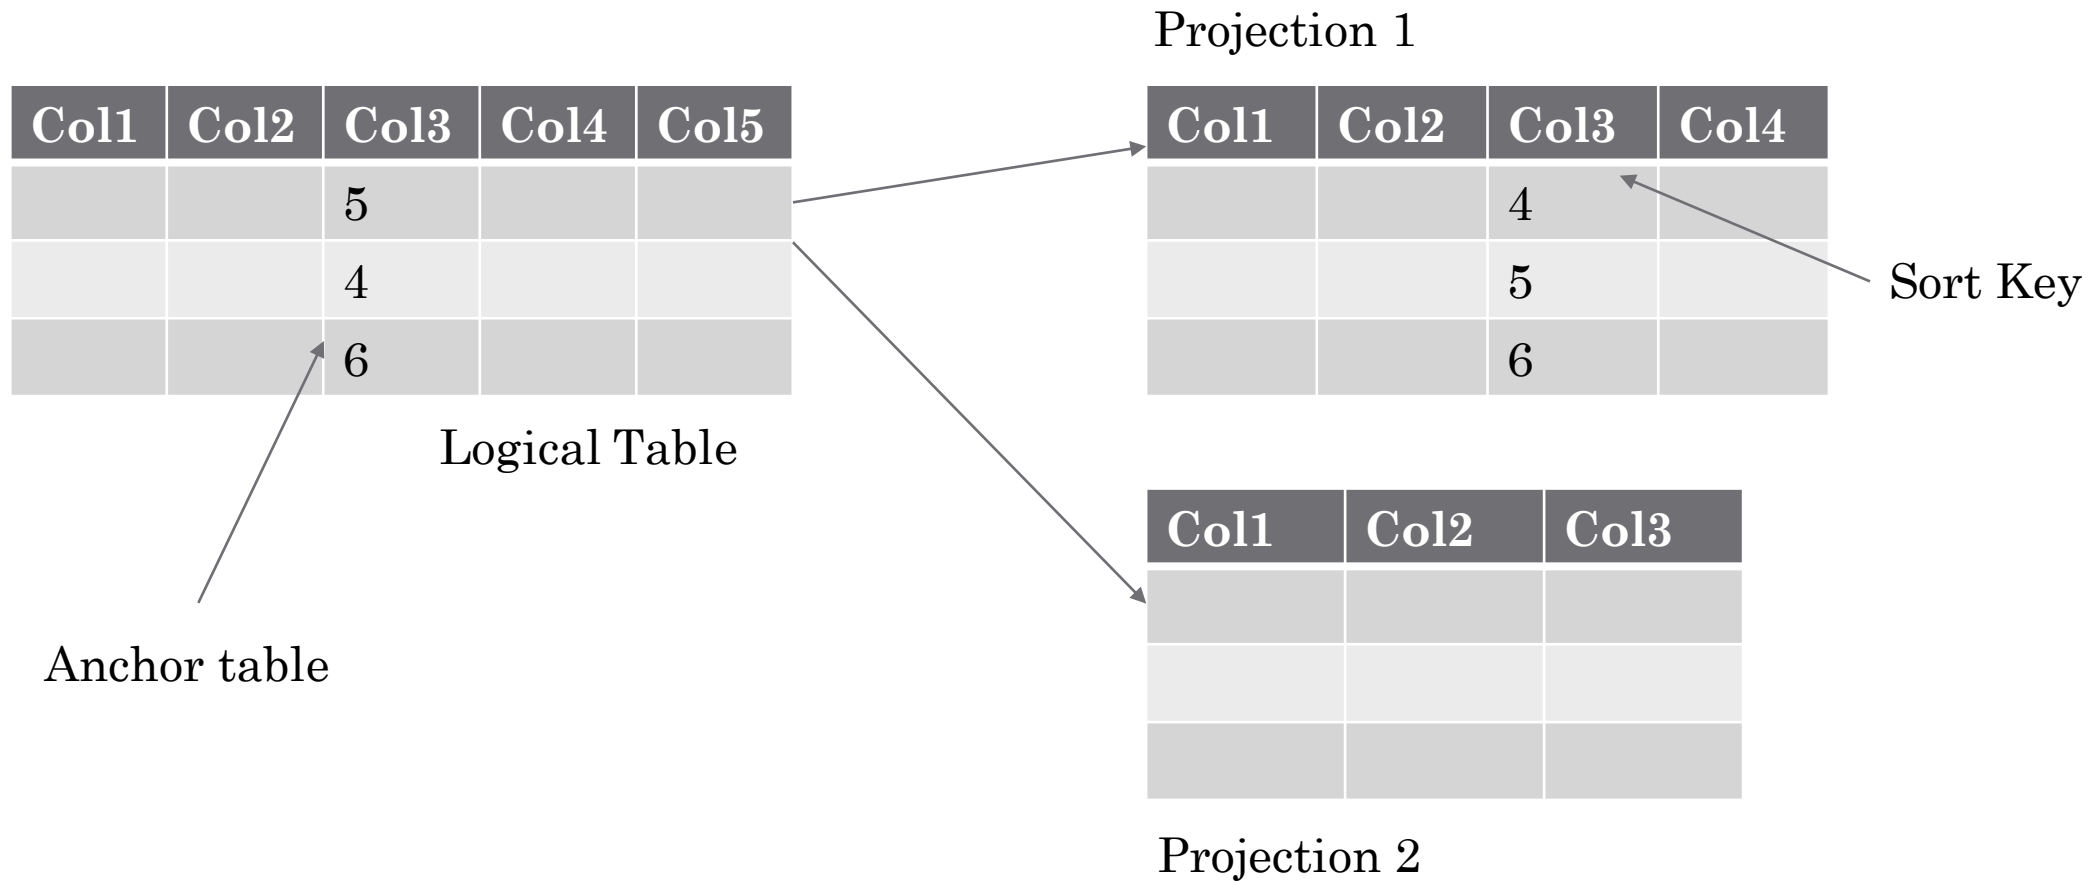 Projection 1
Col1 Col2 Col3 Col4 Col5
5
4
6
Logical Table
Anchor table
Col1 Col2 Col3 Col4
4
5
6
Sort Key
Col1 Col2 Col3
Projection 2